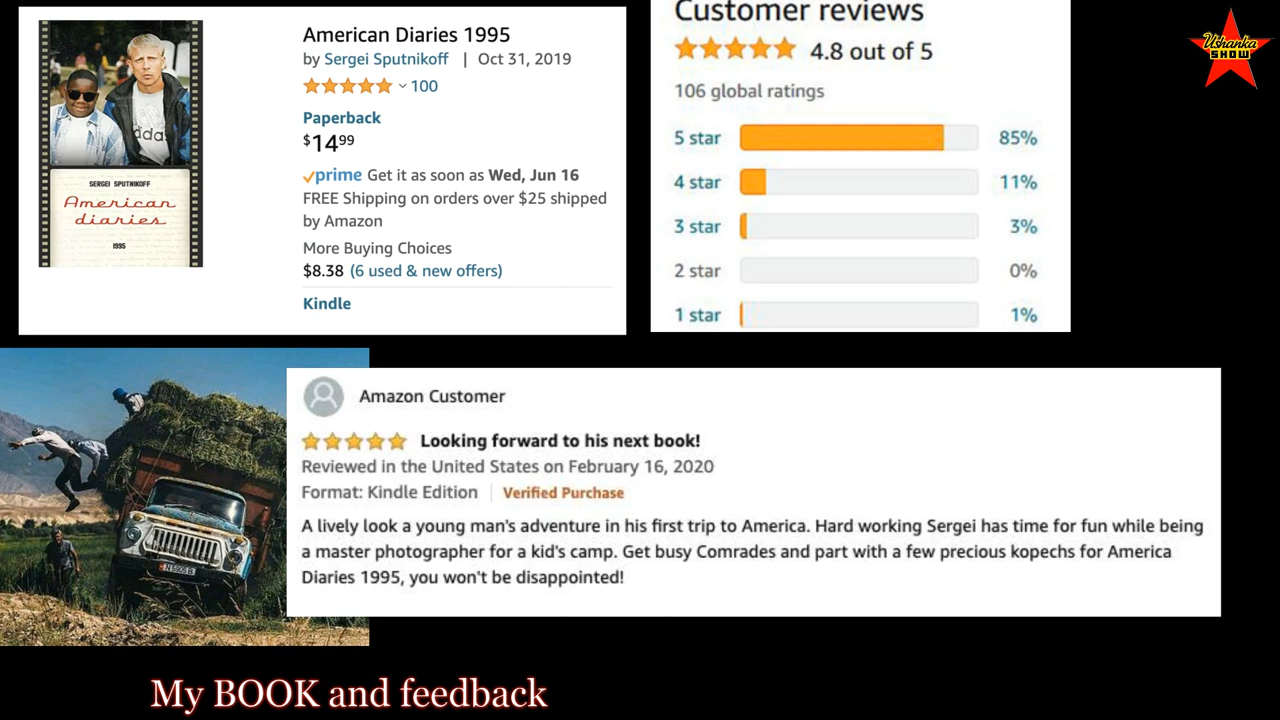 American Diaries 1995
by Sergei Sputnikoff | Oct 31, 2019
100
Paperback
$14 99
prime Get it as soon as Wed, Jun 16
FREE Shipping on orders over $25 shipped
by Amazon
More Buying Choices
$8.38 (6 used & new offers)
Kindle
adidas
SERGEI SPUTNIKOFF
American
diaries
1995
Customer reviews
4.8 out of 5
106 global ratings
5 star 85%
4 star 11%
3 star 3%
2 star 0%
1 star 1%
Ushanka
SHOW
Amazon Customer
Looking forward to his next book!
Reviewed in the United States on February 16, 2020
Format: Kindle Edition | Verified Purchase
A lively look a young man's adventure in his first trip to America. Hard working Sergei has time for fun while being
a master photographer for a kid's camp. Get busy Comrades and part with a few precious kopechs for America
Diaries 1995, you won't be disappointed!
My BOOK and feedback